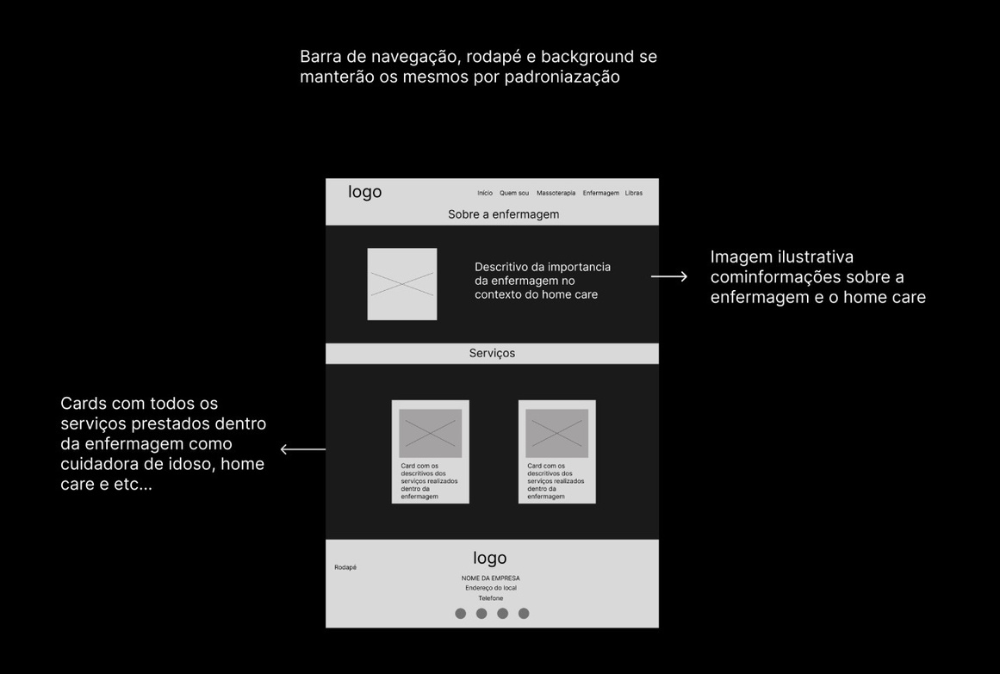 Barra de navegação, rodapé e background se
manterão os mesmos por padroniazação
logo
Início Quem sou Massoterapia Enfermagem Libras
Sobre a enfermagem
Descritivo da importancia
da enfermagem no
contexto do home care
Imagem ilustrativa
cominformações sobre a
enfermagem e o home care
Serviços
Cards com todos os
serviços prestados dentro
da enfermagem como
cuidadora de idoso, home
care e etc...
Card com os
descritivos dos
serviços realizados
dentro da
enfermagem
Card com os
descritivos dos
serviços realizados
dentro da
enfermagem
logo
Rodapé
NOME DA EMPRESA
Endereço do local
Telefone